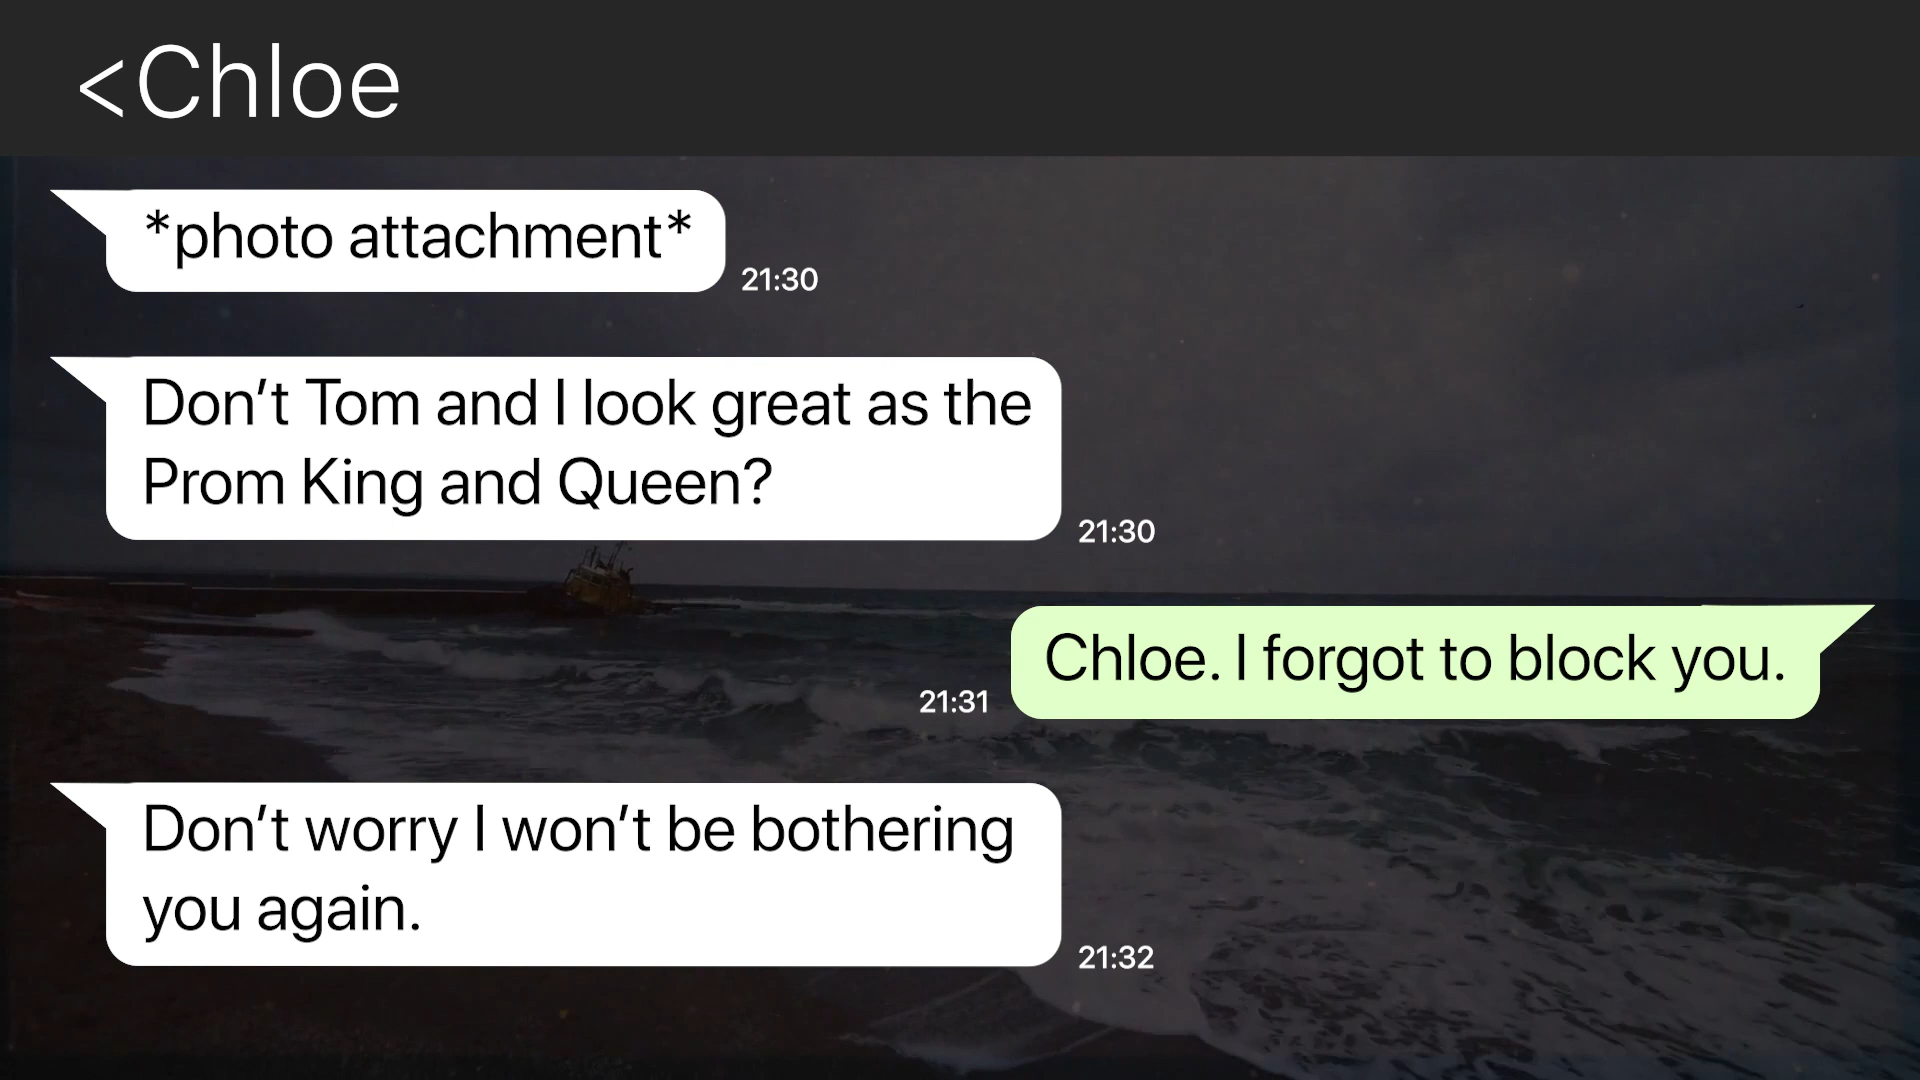 <Chloe
*photo attachment*
21:30
Don’t Tom and I look great as the
Prom King and Queen?
21:30
Chloe. I forgot to block you.
21:31
Don’t worry I won’t be bothering
you again.
21:32